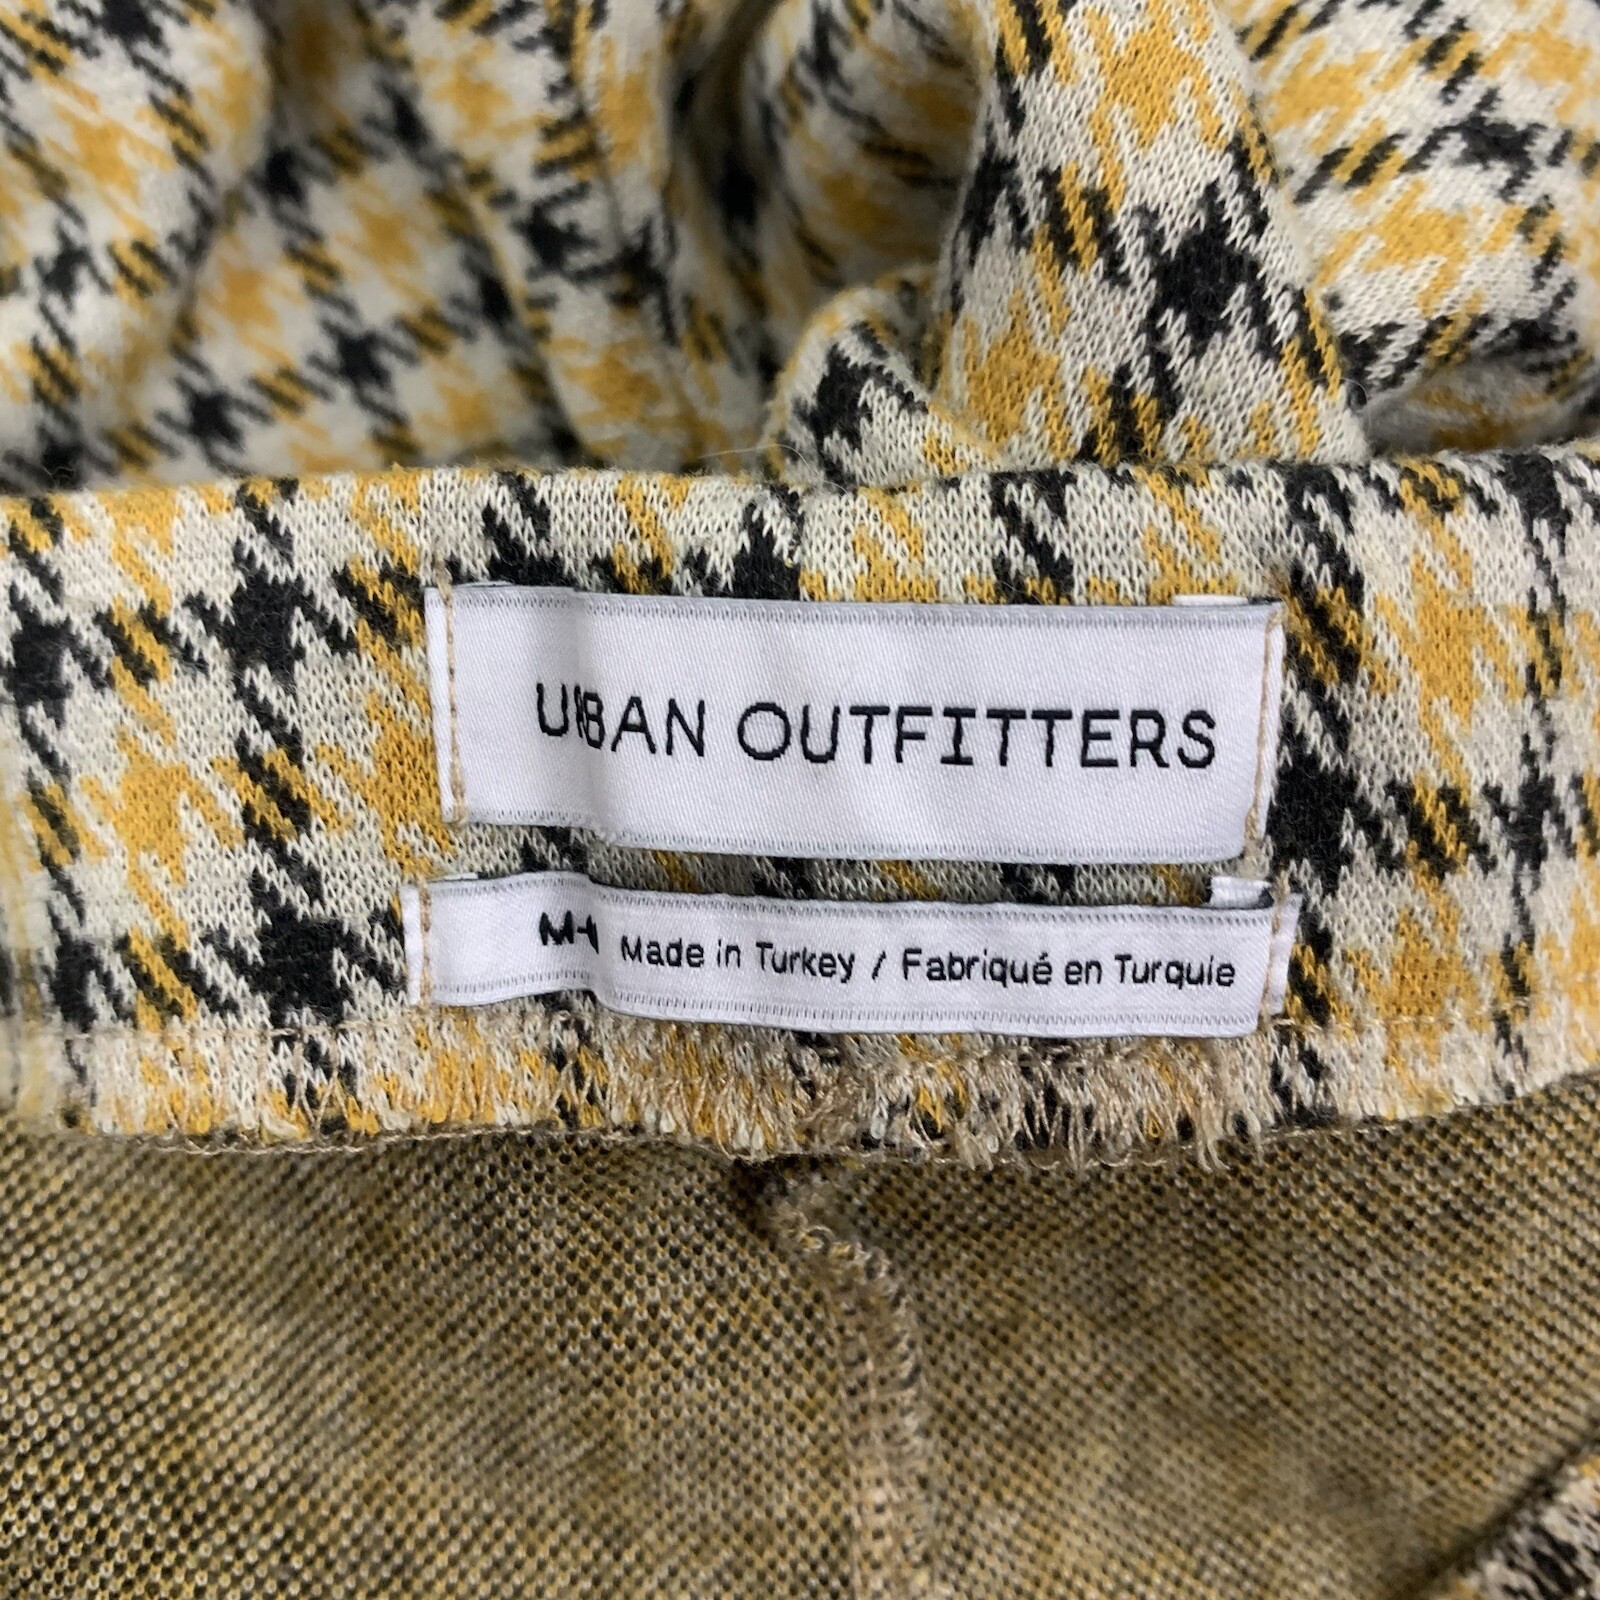 URBAN OUTFITTERS
M-M Made in Turkey / Fabriqué en Turquie